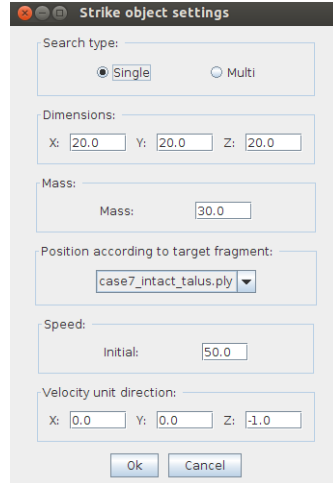 Strike object settings
Search type:
Single Multi
Dimensions:
X: 20.0 Y: 20.0 Z: 20.0
Mass:
Mass: 30.0
Position according to target fragment:
case7_intact_talus.ply
Speed:
Initial: 50.0
Velocity unit direction:
X: 0.0 Y: 0.0 Z: -1.0
Ok Cancel